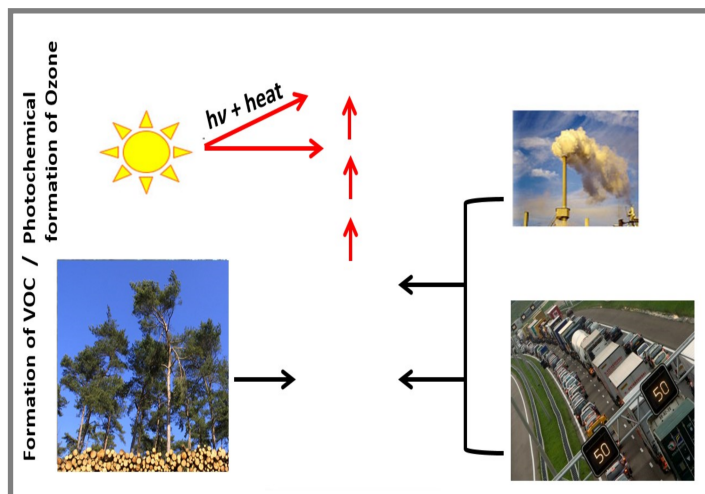 Formation of VOC / Photochemical
formation of Ozone
hν + heat
50
50